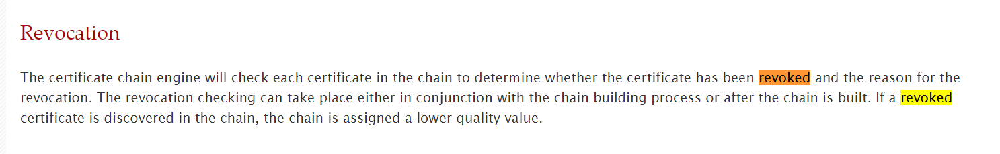 Revocation
The certificate chain engine will check each certificate in the chain to determine whether the certificate has been revoked and the reason for the
revocation. The revocation checking can take place either in conjunction with the chain building process or after the chain is built. If a revoked
certificate is discovered in the chain, the chain is assigned a lower quality value.